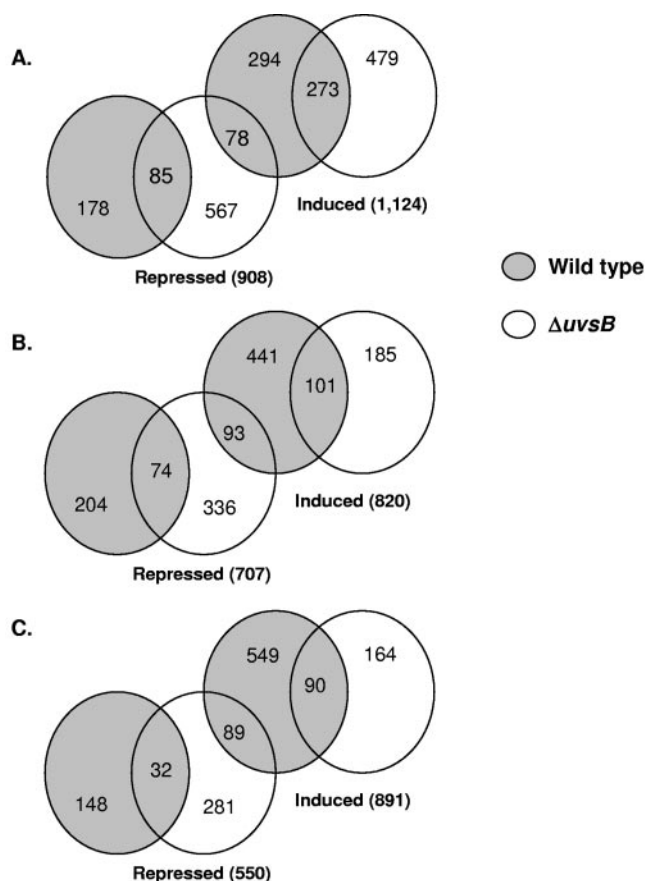 A.
294
479
273
78
85
178
567
Induced (1,124)
Repressed (908)
Wild type
ΔuvsB
B.
441
185
101
93
74
204
336
Induced (820)
Repressed (707)
C.
549
164
90
89
32
148
281
Induced (891)
Repressed (550)